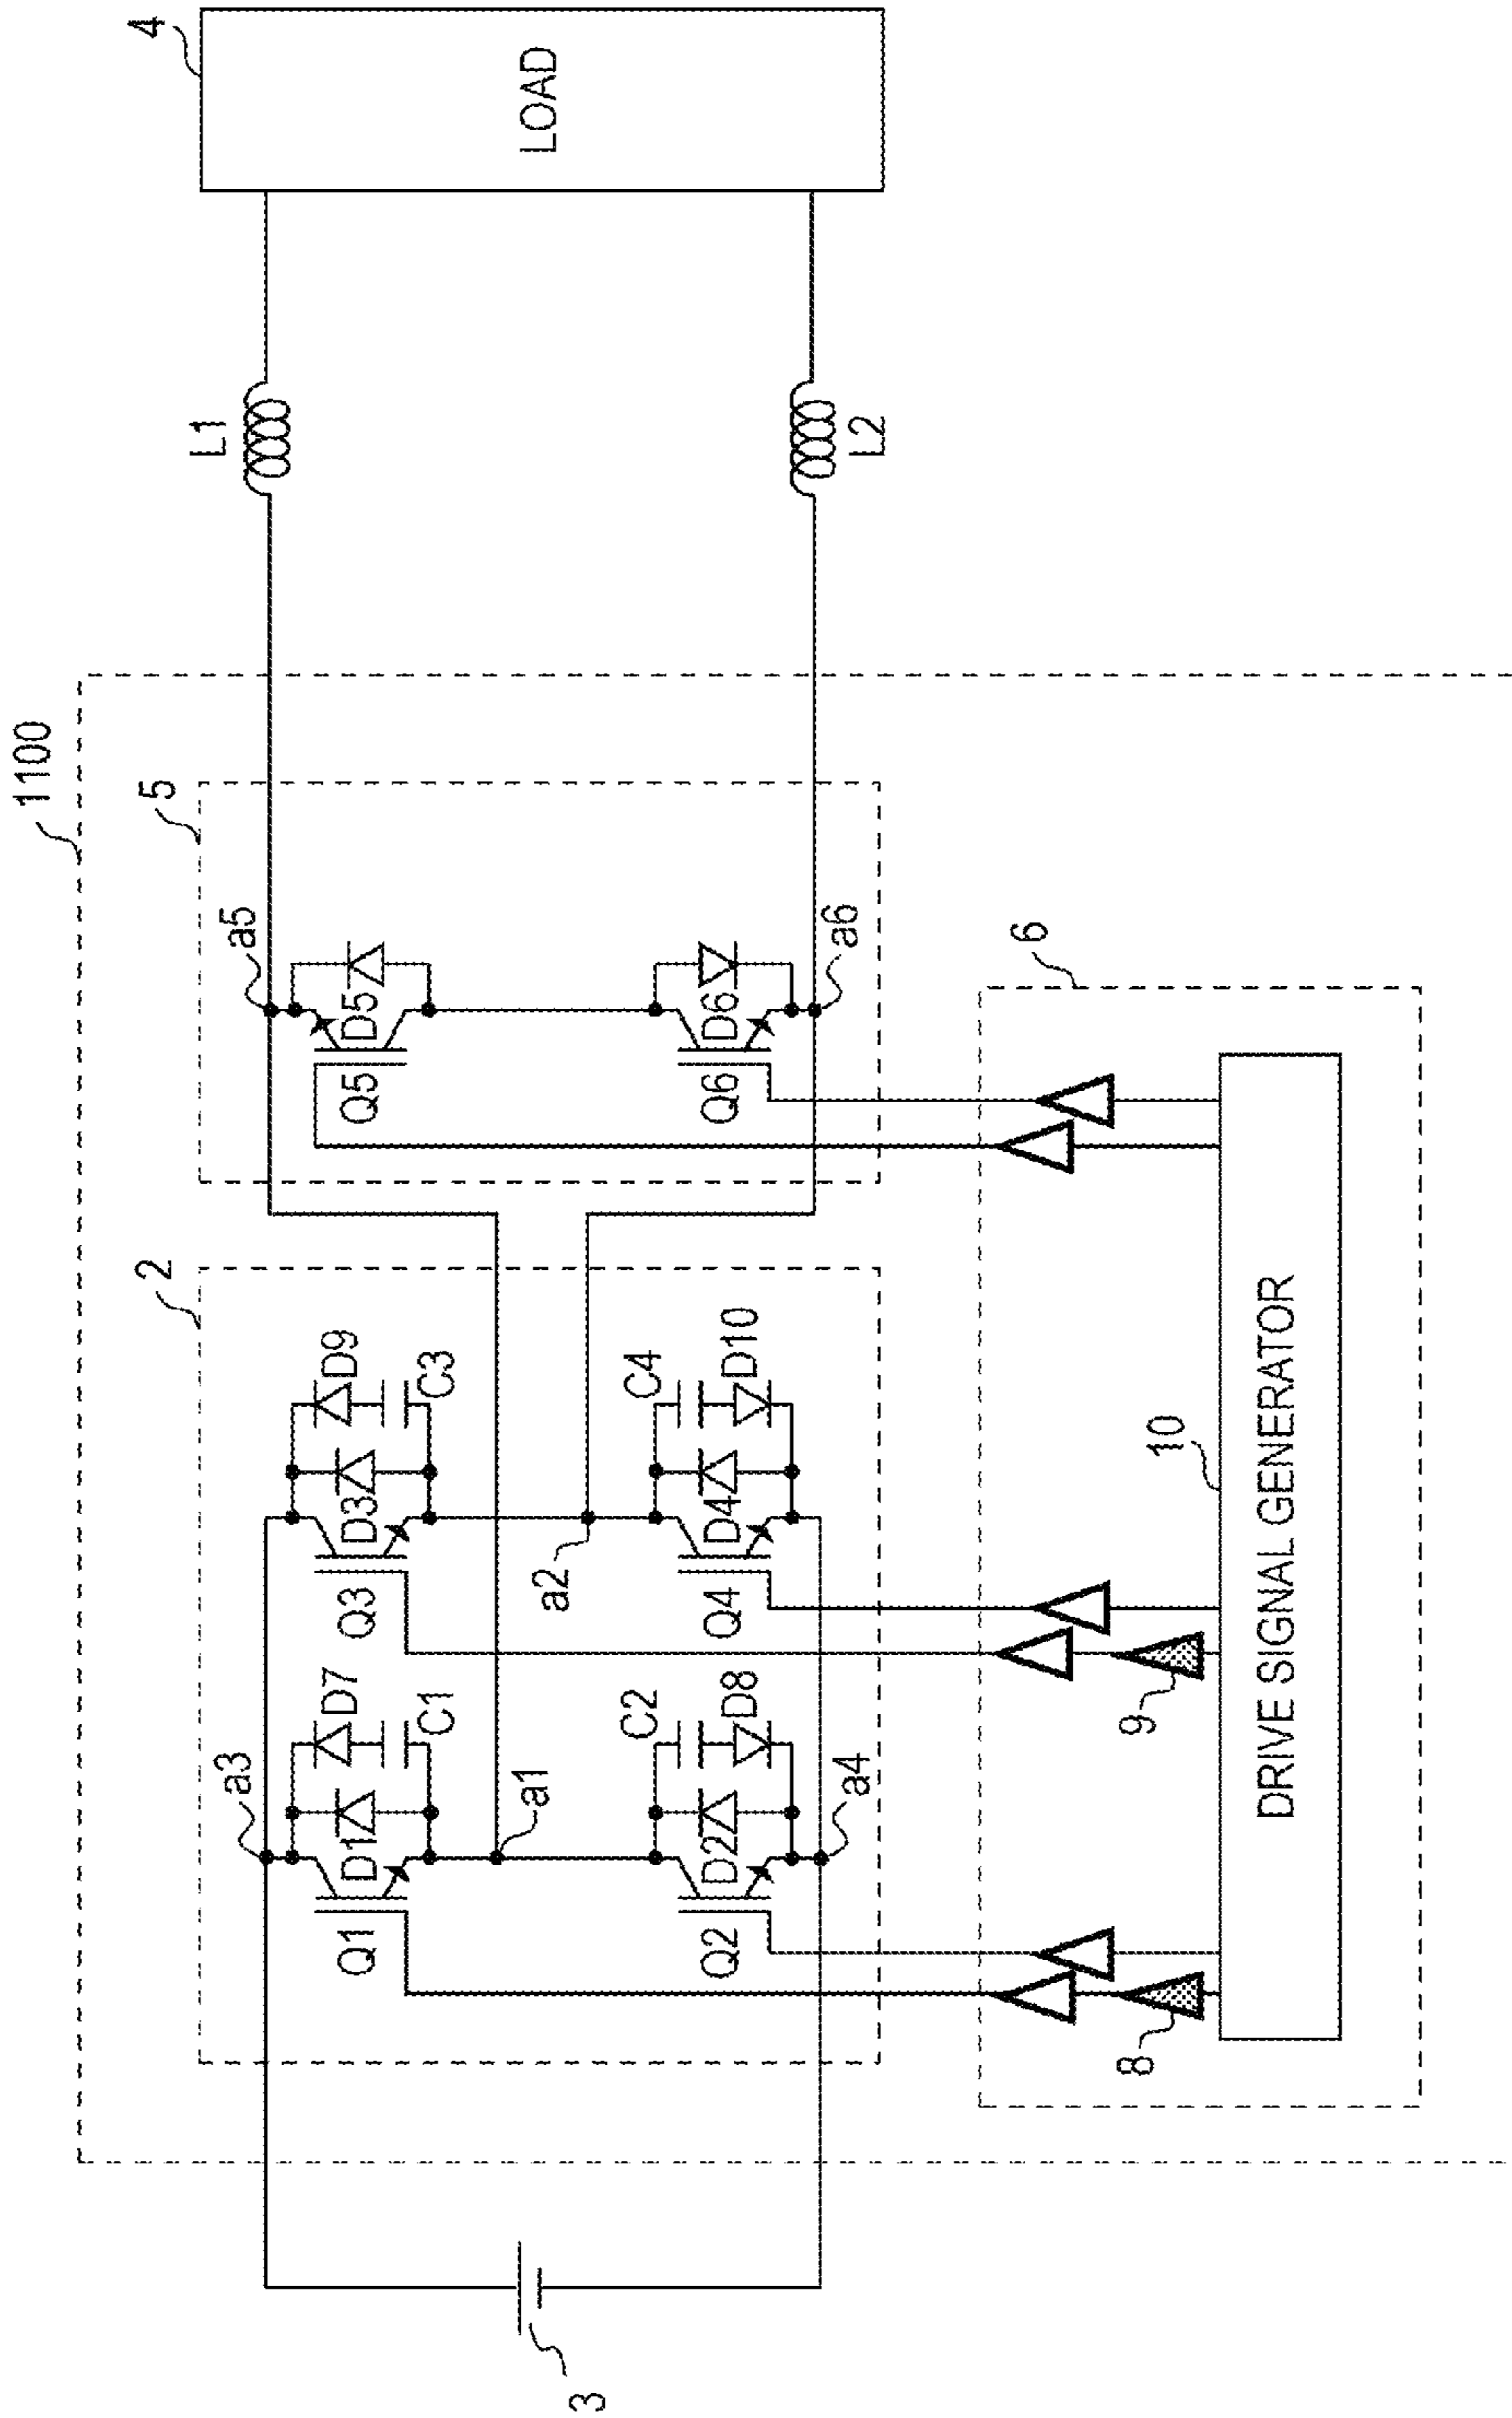 1100
2
5
4
a3
D7
D1
C1
Q1
D9
D3
C3
Q3
a5
D5
Q5
L1
LOAD
3
a1
a2
C2
D8
D2
Q2
a4
C4
D10
D4
Q4
D6
Q6
a6
L2
6
8
9
10
DRIVE SIGNAL GENERATOR